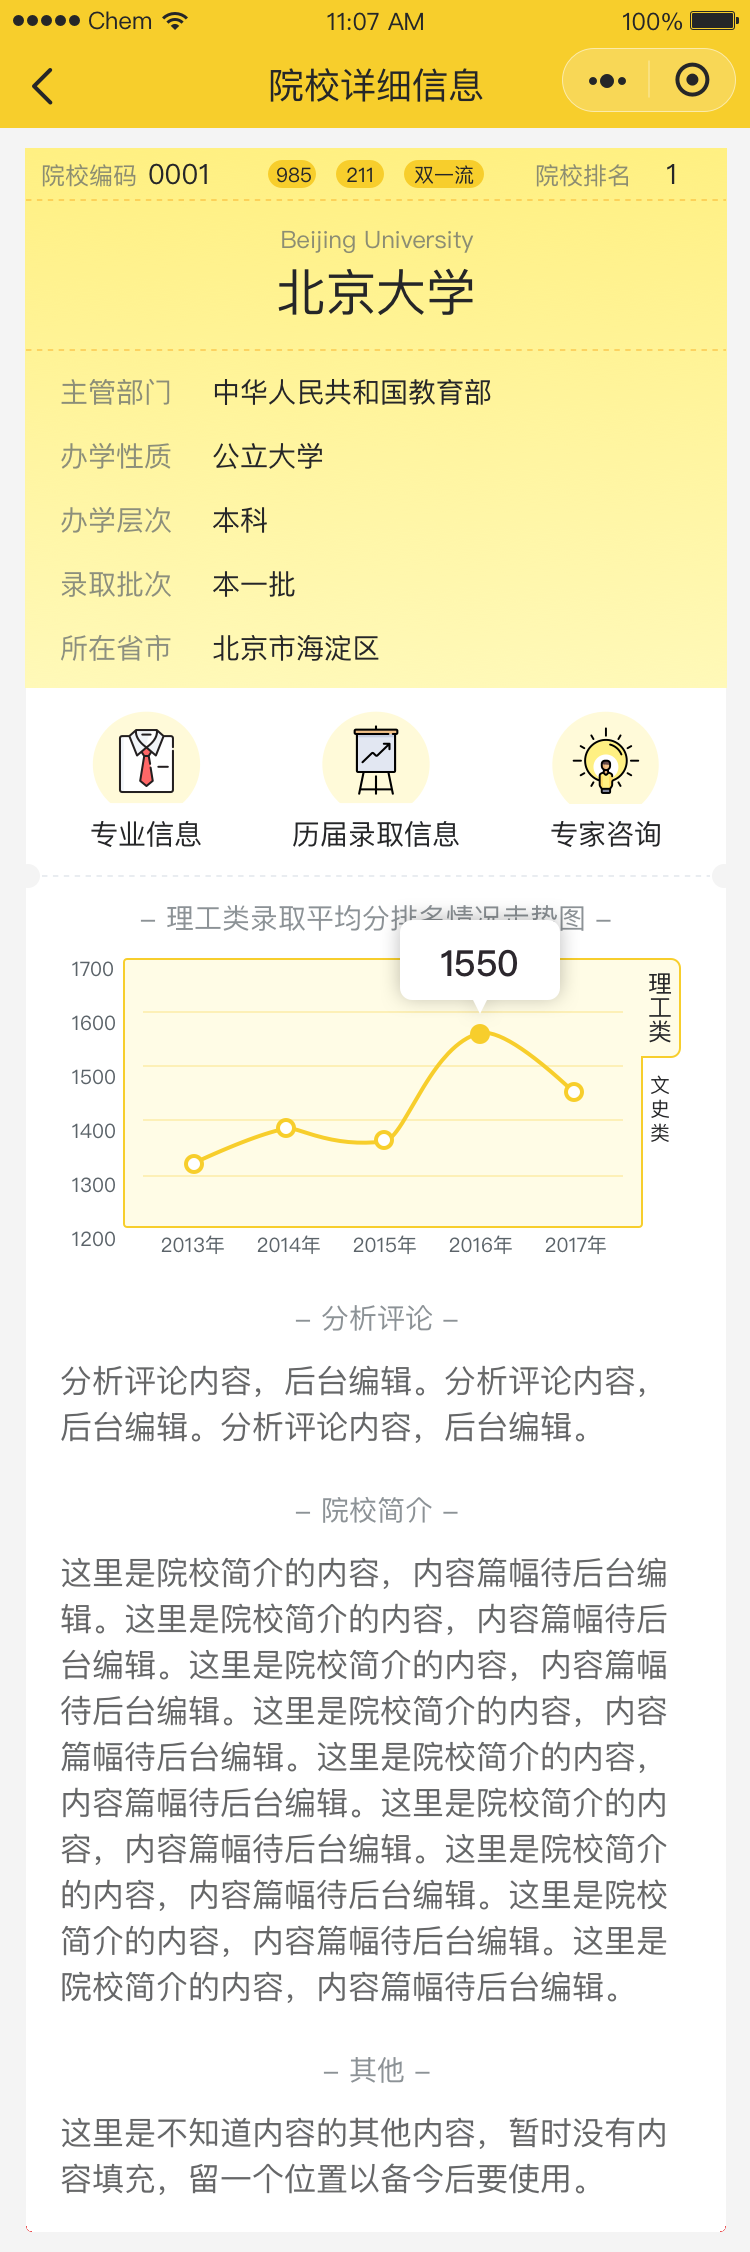 Chem 11:07 AM 100%
院校详细信息
院校编码 0001 985 211 双一流 院校排名 1
Beijing University
北京大学
主管部门 中华人民共和国教育部
办学性质 公立大学
办学层次 本科
录取批次 本一批
所在省市 北京市海淀区
专业信息 历届录取信息 专家咨询
– 理工类录取平均分排名情况走势图 –
1550
1700
1600
1500
1400
1300
1200
理工类
文史类
2013年 2014年 2015年 2016年 2017年
– 分析评论 –
分析评论内容，后台编辑。分析评论内容，
后台编辑。分析评论内容，后台编辑。
– 院校简介 –
这里是院校简介的内容，内容篇幅待后台编
辑。这里是院校简介的内容，内容篇幅待后
台编辑。这里是院校简介的内容，内容篇幅
待后台编辑。这里是院校简介的内容，内容
篇幅待后台编辑。这里是院校简介的内容，
内容篇幅待后台编辑。这里是院校简介的内
容，内容篇幅待后台编辑。这里是院校简介
的内容，内容篇幅待后台编辑。这里是院校
简介的内容，内容篇幅待后台编辑。这里是
院校简介的内容，内容篇幅待后台编辑。
– 其他 –
这里是不知道内容的其他内容，暂时没有内
容填充，留一个位置以备今后要使用。